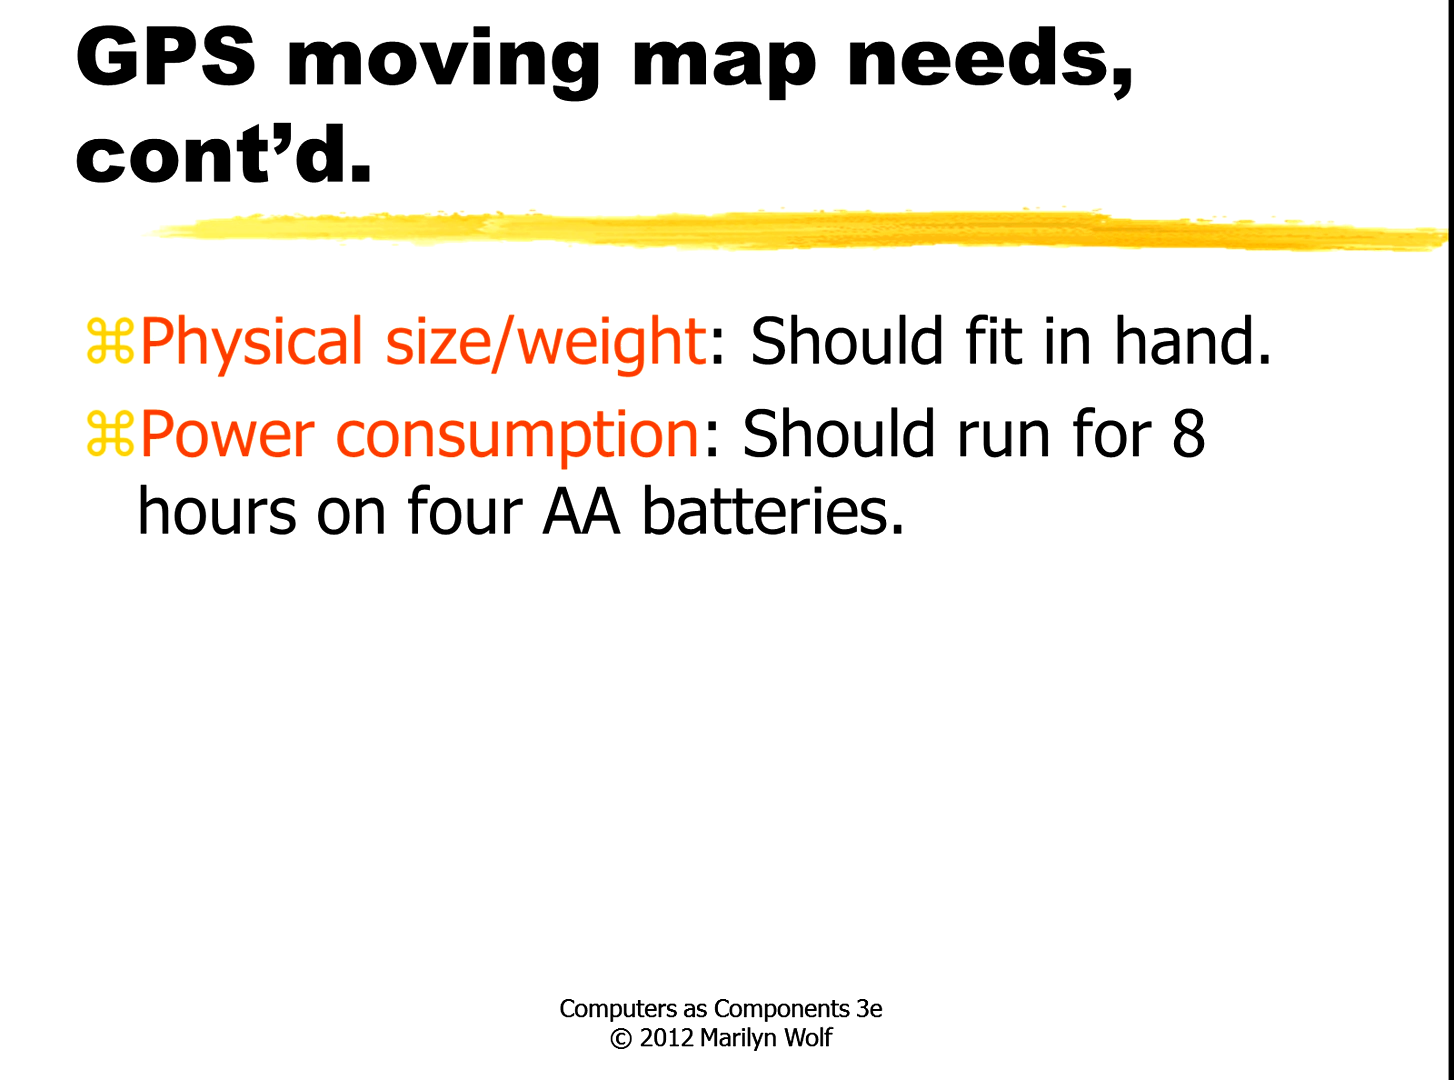 GPS moving map needs,
cont’d.
⌘Physical size/weight: Should fit in hand.
⌘Power consumption: Should run for 8
hours on four AA batteries.
Computers as Components 3e
© 2012 Marilyn Wolf